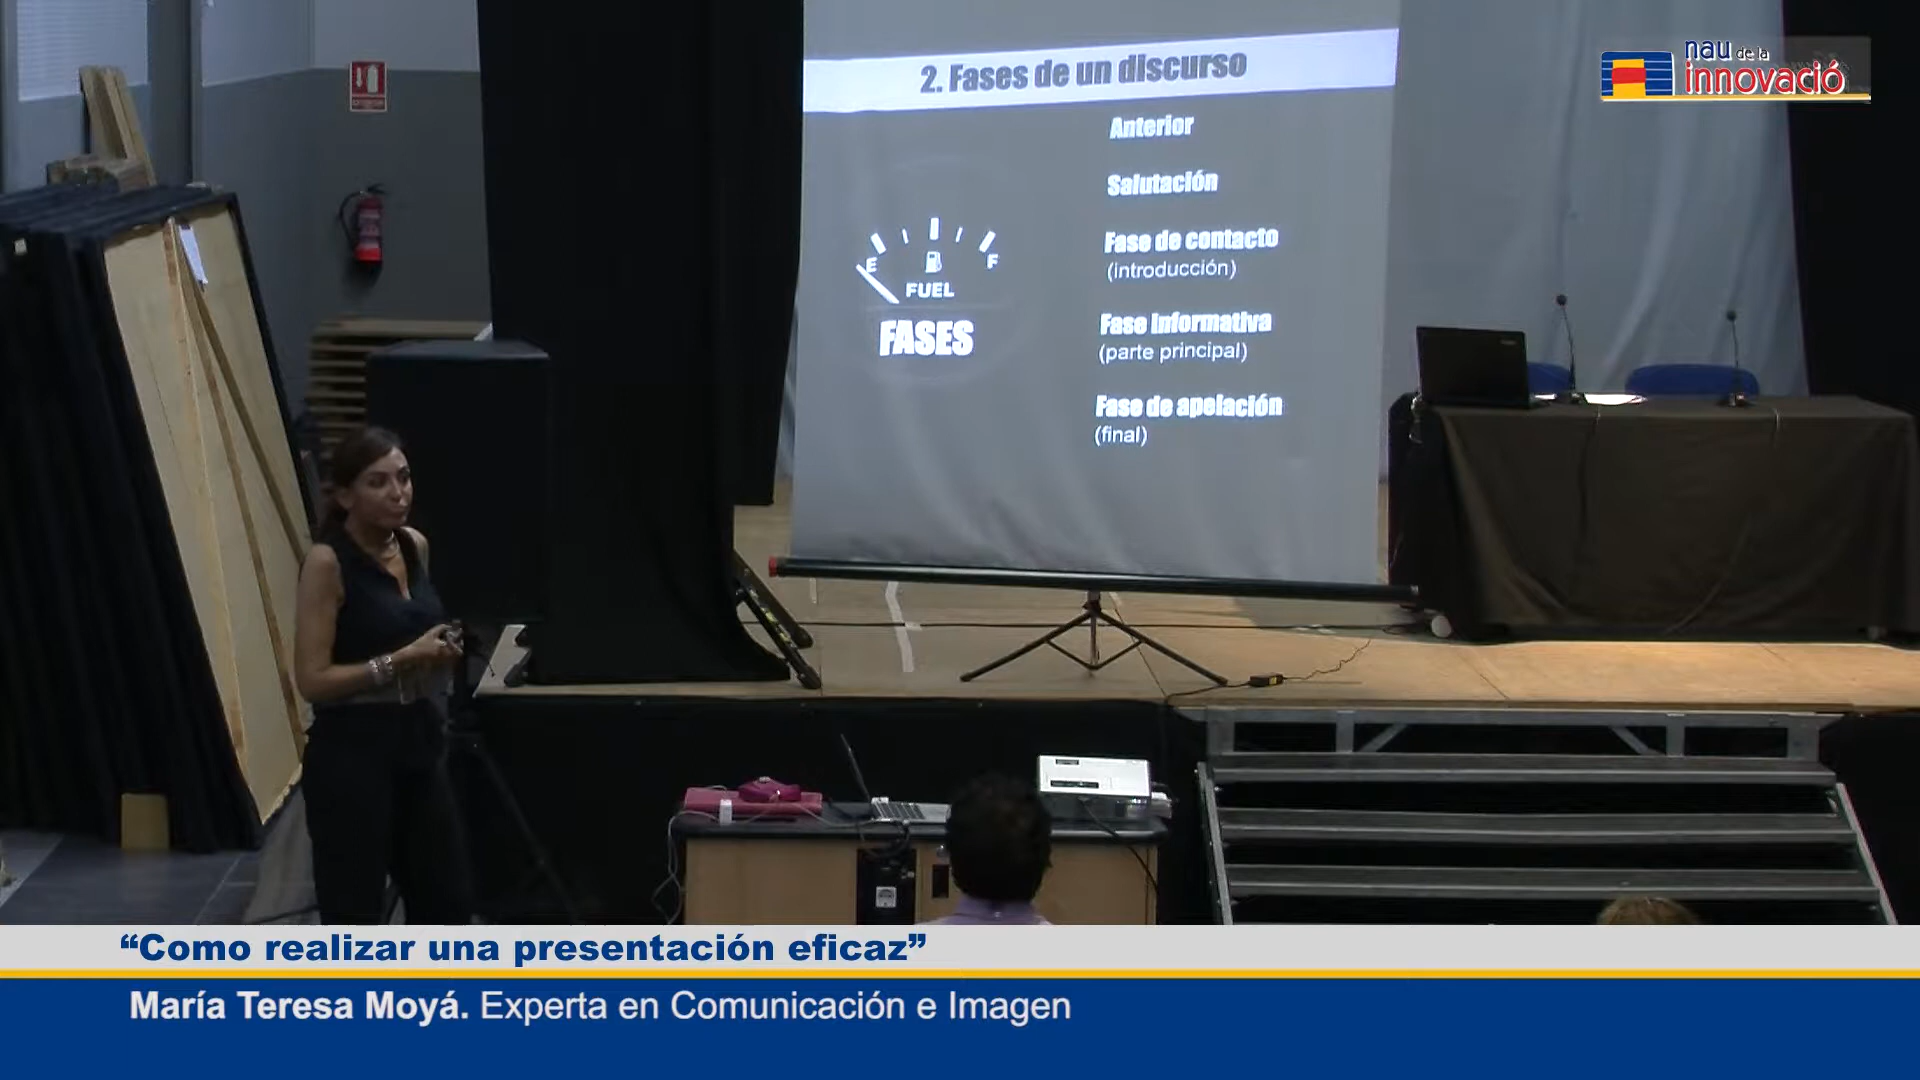 nau de la
innovació
2. Fases de un discurso
Anterior
Salutación
Fase de contacto
(introducción)
E
F
FUEL
FASES
Fase Informativa
(parte principal)
Fase de apelación
(final)
“Como realizar una presentación eficaz”
María Teresa Moyá. Experta en Comunicación e Imagen